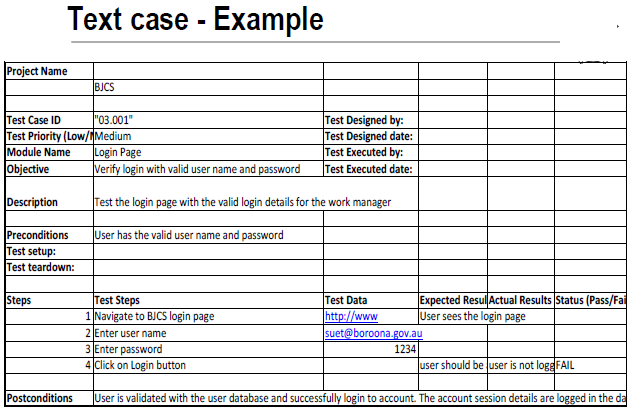 Text case - Example
Project Name
BJCS
Test Case ID "03.001" Test Designed by:
Test Priority (Low/M Medium Test Designed date:
Module Name Login Page Test Executed by:
Objective Verify login with valid user name and password Test Executed date:
Description Test the login page with the valid login details for the work manager
Preconditions User has the valid user name and password
Test setup:
Test teardown:
Steps Test Steps Test Data Expected Resul Actual Results Status (Pass/Fai
1 Navigate to BJCS login page http://www User sees the login page
2 Enter user name suet@boroona.gov.au
3 Enter password 1234
4 Click on Login button user should be user is not logg FAIL
Postconditions User is validated with the user database and successfully login to account. The account session details are logged in the da